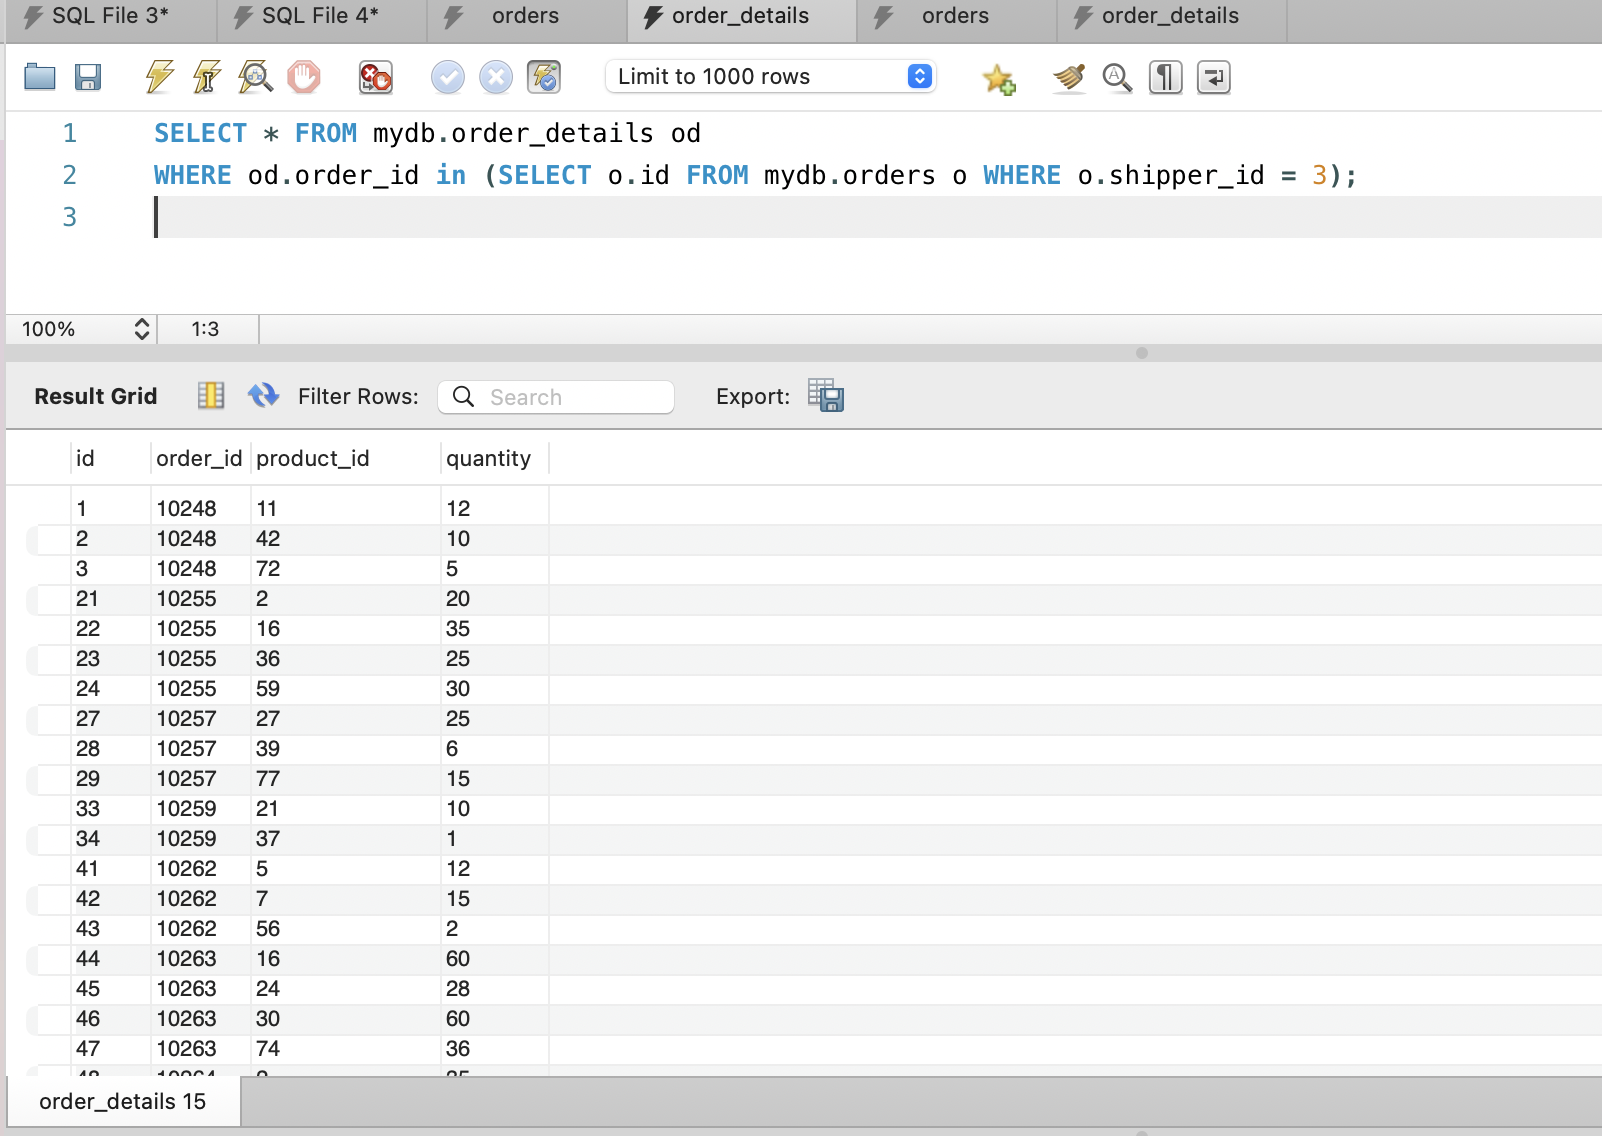 SQL File 3* SQL File 4* orders order_details orders order_details
Limit to 1000 rows
1 SELECT * FROM mydb.order_details od
2 WHERE od.order_id in (SELECT o.id FROM mydb.orders o WHERE o.shipper_id = 3);
3
100% 1:3
Result Grid Filter Rows: Search Export:
id order_id product_id quantity
1 10248 11 12
2 10248 42 10
3 10248 72 5
21 10255 2 20
22 10255 16 35
23 10255 36 25
24 10255 59 30
27 10257 27 25
28 10257 39 6
29 10257 77 15
33 10259 21 10
34 10259 37 1
41 10262 5 12
42 10262 7 15
43 10262 56 2
44 10263 16 60
45 10263 24 28
46 10263 30 60
47 10263 74 36
order_details 15